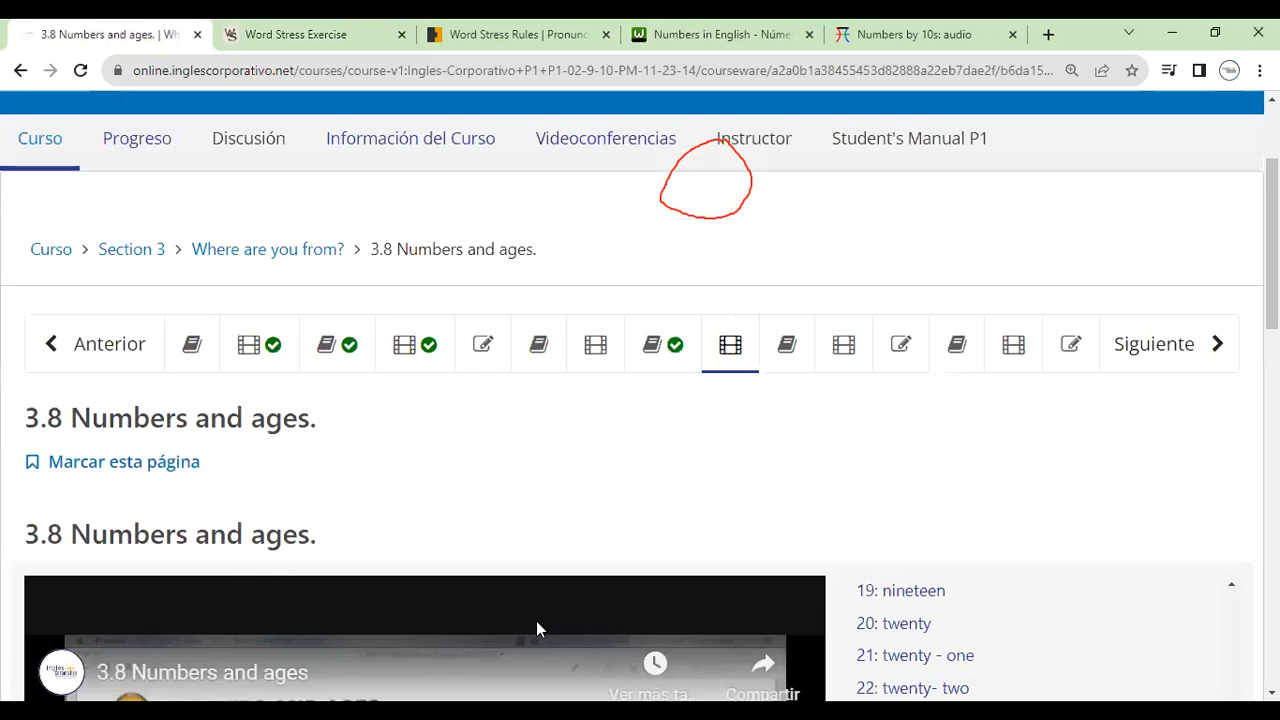 3.8 Numbers and ages. | Wh
Word Stress Exercise
Word Stress Rules | Pronunc
Numbers in English - Núme
Numbers by 10s: audio
online.inglescorporativo.net/courses/course-v1:Ingles-Corporativo+P1+P1-02-9-10-PM-11-23-14/courseware/a2a0b1a38455453d82888a22eb7dae2f/b6da15...
Curso
Progreso
Discusión
Información del Curso
Videoconferencias
Instructor
Student's Manual P1
Curso > Section 3 > Where are you from? > 3.8 Numbers and ages.
Anterior
Siguiente
3.8 Numbers and ages.
Marcar esta página
3.8 Numbers and ages.
3.8 Numbers and ages
Ver más ta...
Compartir
19: nineteen
20: twenty
21: twenty - one
22: twenty- two